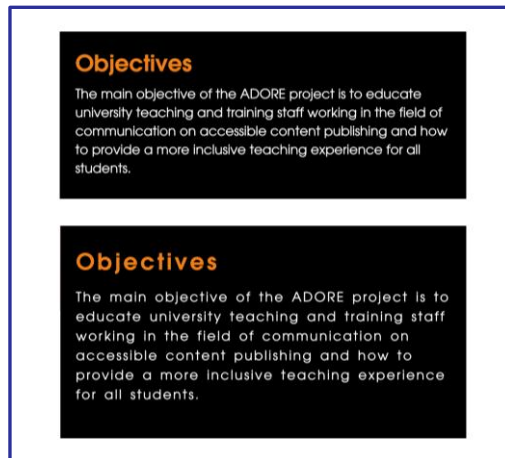 Objectives
The main objective of the ADORE project is to educate
university teaching and training staff working in the field of
communication on accessible content publishing and how
to provide a more inclusive teaching experience for all
students.
Objectives
The main objective of the ADORE project is to
educate university teaching and training staff
working in the field of communication on
accessible content publishing and how to
provide a more inclusive teaching experience
for all students.